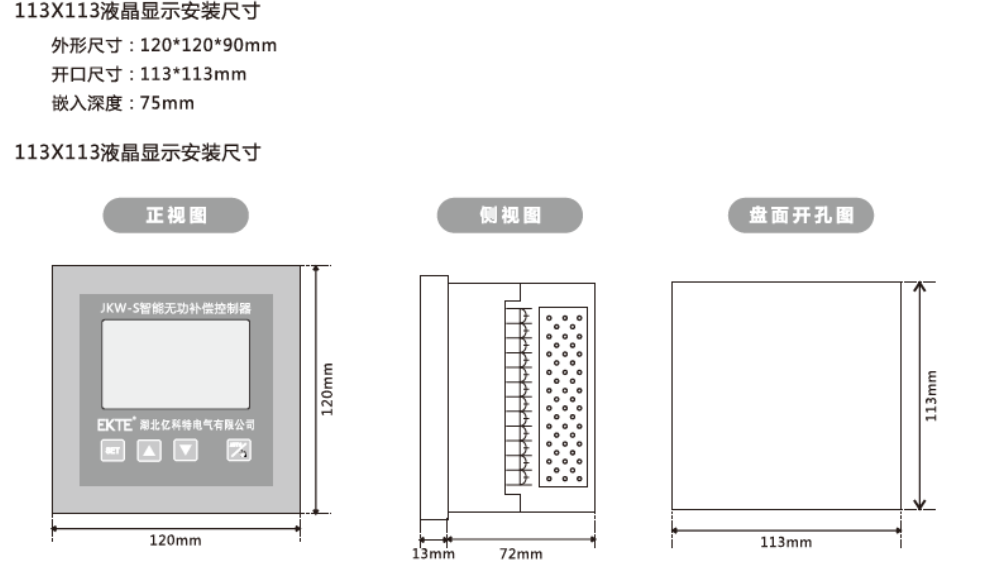 113X113液晶显示安装尺寸
外形尺寸：120*120*90mm
开口尺寸：113*113mm
嵌入深度：75mm
113X113液晶显示安装尺寸
正视图
侧视图
盘面开孔图
JKW-S智能无功补偿控制器
EKTE 湖北亿科特电气有限公司
SET
120mm
120mm
13mm
72mm
113mm
113mm